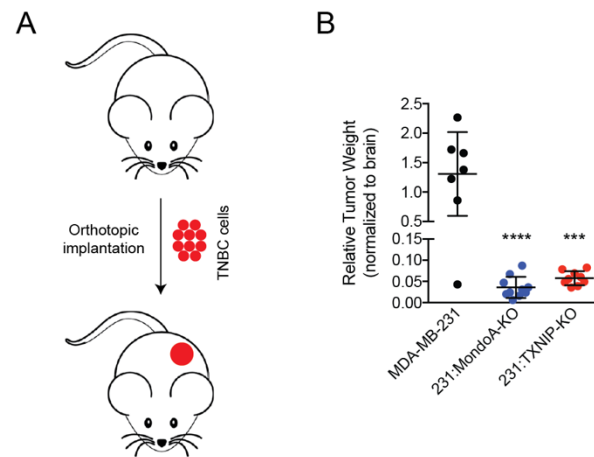 A
Orthotopic
implantation
TNBC cells
B
Relative Tumor Weight
(normalized to brain)
2.5
2.0
1.5
1.0
0.5
0.15
0.10
0.05
0.00
****
***
MDA-MB-231
231:MondoA-KO
231:TXNIP-KO